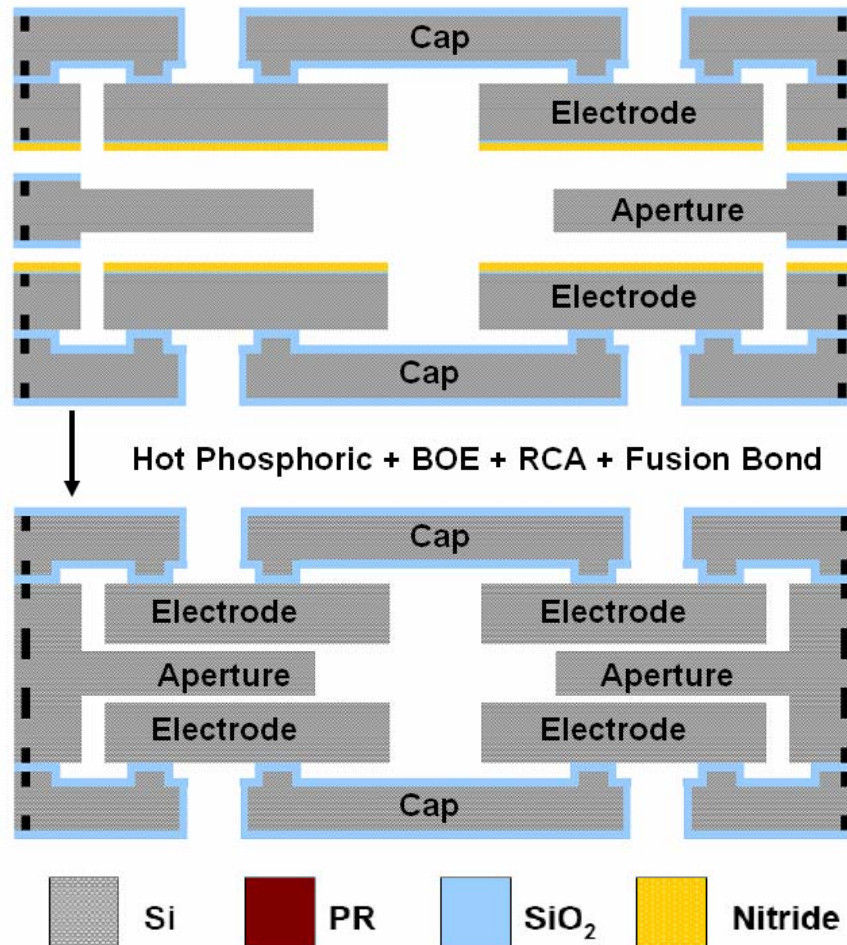 Cap
Electrode
Aperture
Electrode
Cap
Hot Phosphoric + BOE + RCA + Fusion Bond
Cap
Electrode Electrode
Aperture Aperture
Electrode Electrode
Cap
Si PR SiO₂ Nitride